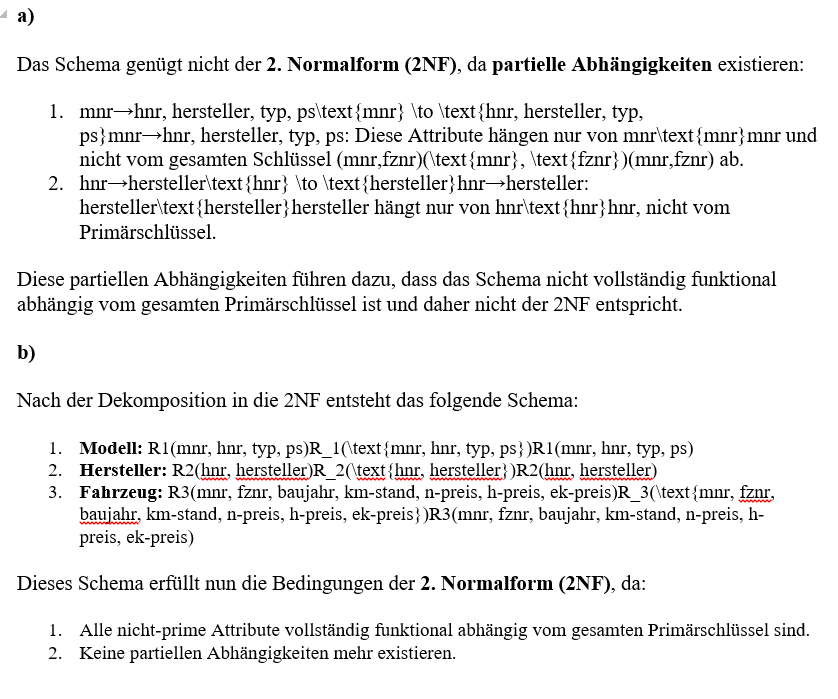 a)
Das Schema genügt nicht der 2. Normalform (2NF), da partielle Abhängigkeiten existieren:
1. mnr→hnr, hersteller, typ, ps\text{mnr} \to \text{hnr, hersteller, typ,
ps}mnr→hnr, hersteller, typ, ps: Diese Attribute hängen nur von mnr\text{mnr}mnr und
nicht vom gesamten Schlüssel (mnr,fznr)(\text{mnr}, \text{fznr})(mnr,fznr) ab.
2. hnr→hersteller\text{hnr} \to \text{hersteller}hnr→hersteller:
hersteller\text{hersteller}hersteller hängt nur von hnr\text{hnr}hnr, nicht vom
Primärschlüssel.
Diese partiellen Abhängigkeiten führen dazu, dass das Schema nicht vollständig funktional
abhängig vom gesamten Primärschlüssel ist und daher nicht der 2NF entspricht.
b)
Nach der Dekomposition in die 2NF entsteht das folgende Schema:
1. Modell: R1(mnr, hnr, typ, ps)R_1(\text{mnr, hnr, typ, ps})R1(mnr, hnr, typ, ps)
2. Hersteller: R2(hnr, hersteller)R_2(\text{hnr, hersteller})R2(hnr, hersteller)
3. Fahrzeug: R3(mnr, fznr, baujahr, km-stand, n-preis, h-preis, ek-preis)R_3(\text{mnr, fznr,
baujahr, km-stand, n-preis, h-preis, ek-preis})R3(mnr, fznr, baujahr, km-stand, n-preis, h-
preis, ek-preis)
Dieses Schema erfüllt nun die Bedingungen der 2. Normalform (2NF), da:
1. Alle nicht-prime Attribute vollständig funktional abhängig vom gesamten Primärschlüssel sind.
2. Keine partiellen Abhängigkeiten mehr existieren.